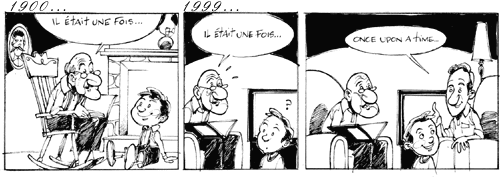 1900...
IL ÉTAIT UNE FOIS...
1999...
IL ÉTAIT UNE FOIS...
?
ONCE UPON A TIME...